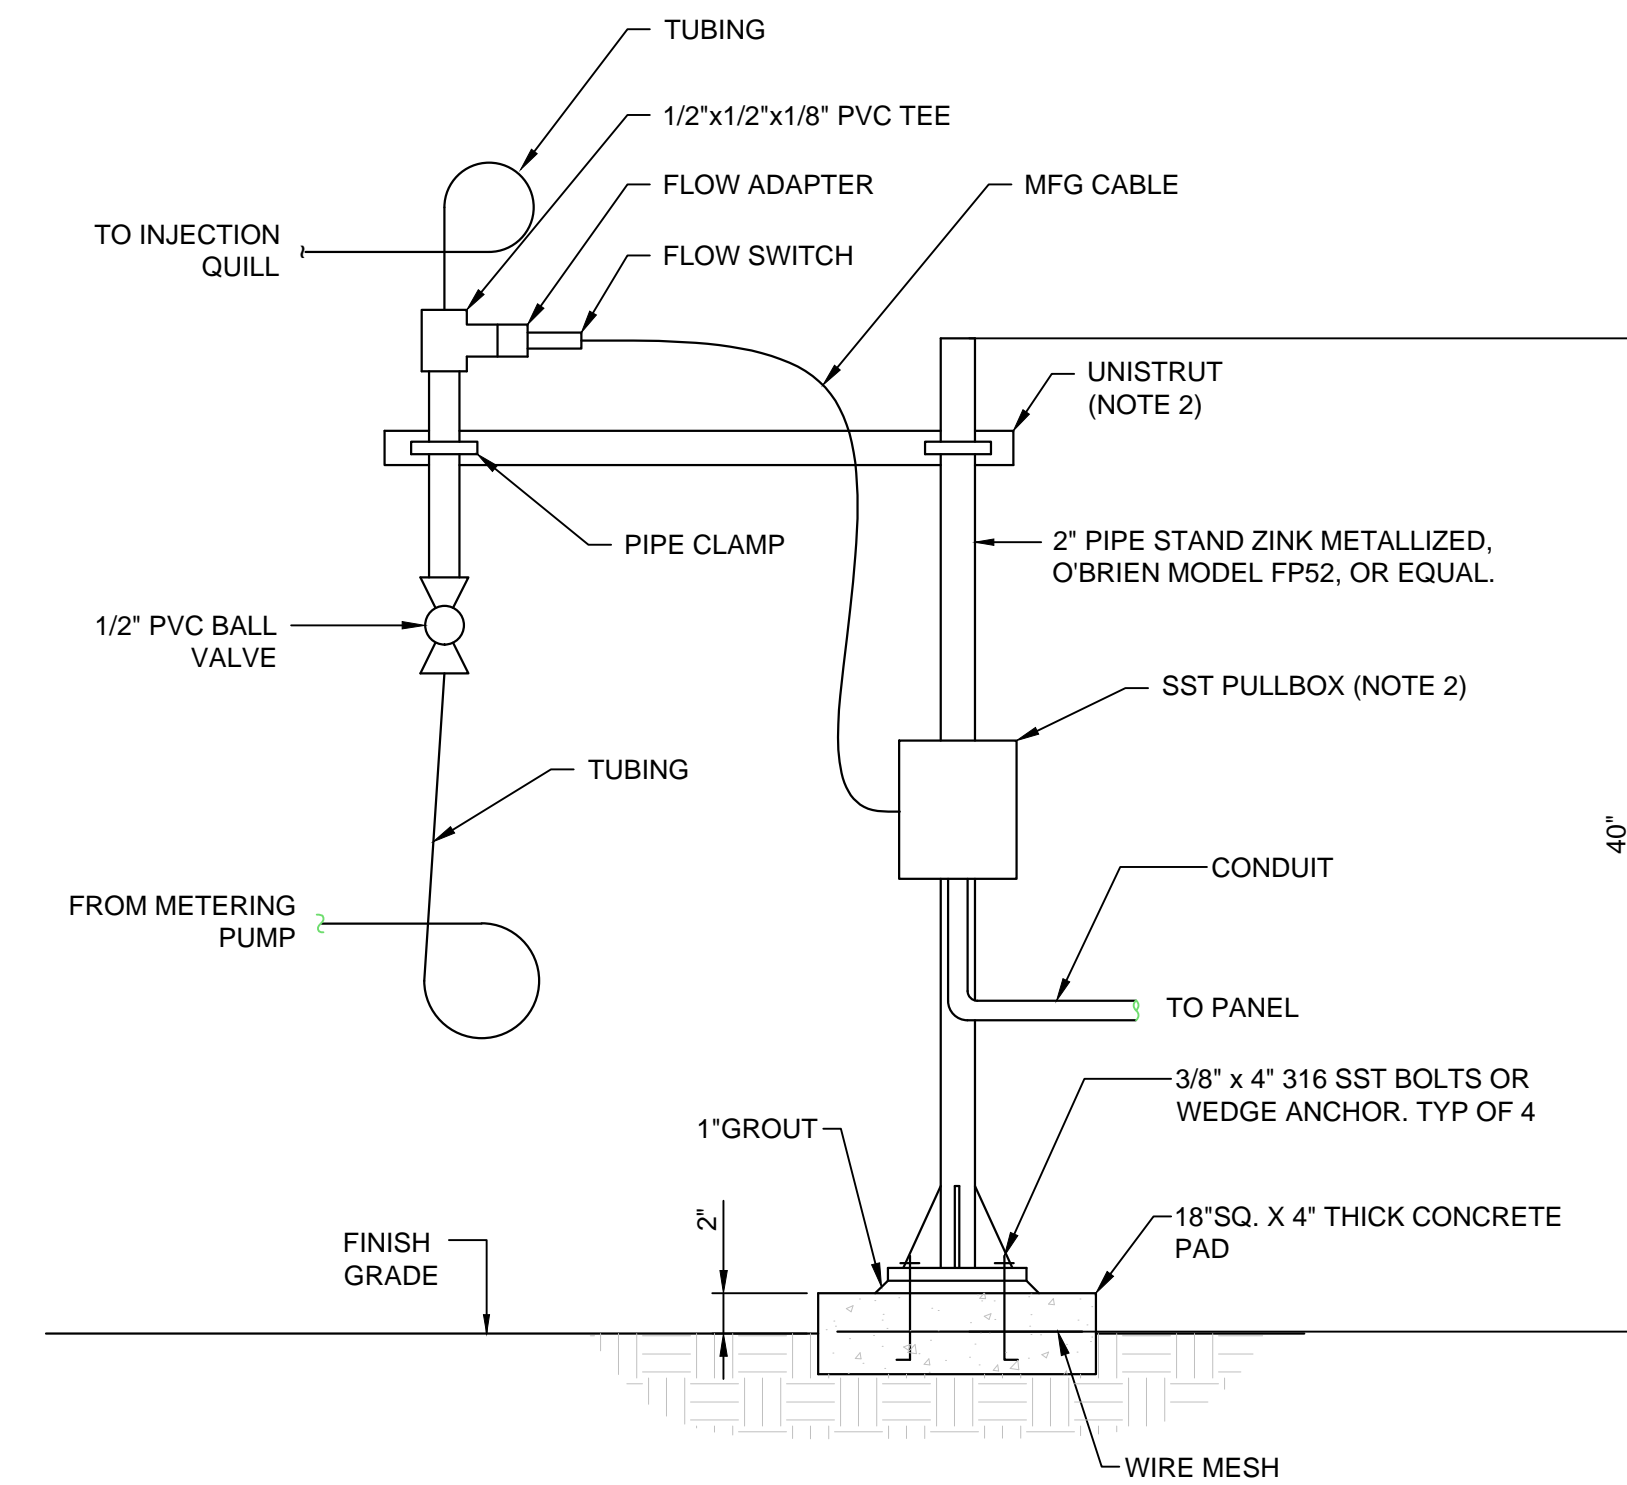 TUBING
1/2"x1/2"x1/8" PVC TEE
FLOW ADAPTER
MFG CABLE
TO INJECTION
QUILL
FLOW SWITCH
UNISTRUT
(NOTE 2)
PIPE CLAMP
2" PIPE STAND ZINK METALLIZED,
O'BRIEN MODEL FP52, OR EQUAL.
1/2" PVC BALL
VALVE
SST PULLBOX (NOTE 2)
TUBING
40"
CONDUIT
FROM METERING
PUMP
TO PANEL
3/8" x 4" 316 SST BOLTS OR
WEDGE ANCHOR. TYP OF 4
1"GROUT
2"
18"SQ. X 4" THICK CONCRETE
PAD
FINISH
GRADE
WIRE MESH